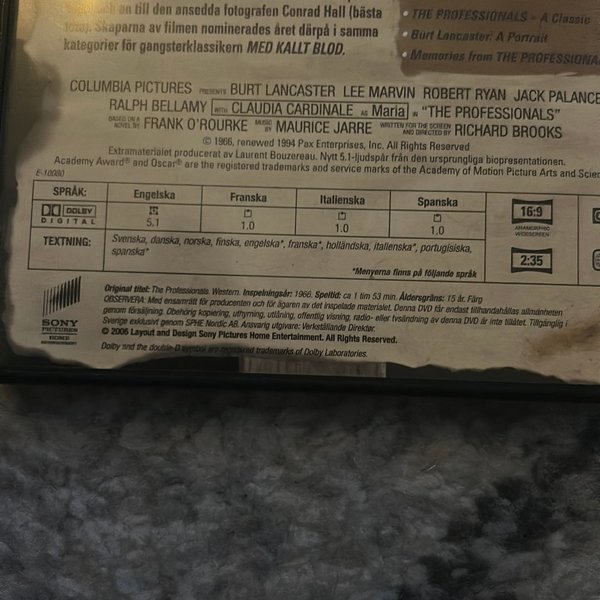 an till den ansedda fotografen Conrad Hall (bästa
foto). Skaparna av filmen nominerades året därpå i samma
kategorier för gangsterklassikern MED KALLT BLOD.
• THE PROFESSIONALS - A Classic
• Burt Lancaster: A Portrait
• Memories from THE PROFESSIONA
COLUMBIA PICTURES PRESENTS BURT LANCASTER LEE MARVIN ROBERT RYAN JACK PALANCE
RALPH BELLAMY WITH CLAUDIA CARDINALE AS Maria IN "THE PROFESSIONALS"
BASED ON A NOVEL BY FRANK O'ROURKE MUSIC BY MAURICE JARRE WRITTEN FOR THE SCREEN AND DIRECTED BY RICHARD BROOKS
© 1966, renewed 1994 Pax Enterprises, Inc. All Rights Reserved
Extramaterialet producerat av Laurent Bouzereau. Nytt 5.1-ljudspår från den ursprungliga biopresentationen.
Academy Award® and Oscar® are the registered trademarks and service marks of the Academy of Motion Picture Arts and Scien
E-10080
SPRÅK: Engelska Franska Italienska Spanska
DOLBY DIGITAL 5.1 1.0 1.0 1.0
TEXTNING: Svenska, danska, norska, finska, engelska*, franska*, holländska, italienska*, portugisiska,
spanska*
*Menyerna finns på följande språk
16:9
ANAMORPHIC
WIDESCREEN
2:35
SONY
PICTURES
HOME
Original titel: The Professionals. Western. Inspelningsår: 1966. Speltid: ca 1 tim 53 min. Åldersgräns: 15 år. Färg
OBSERVERA: Med ensamrätt för producenten och för ägaren av det inspelade materialet. Denna DVD får endast tillhandahållas allmänheten
genom försäljning. Obehörig kopiering, uthyrning, utlåning, offentlig visning, radio- eller tvsändning av denna DVD är inte tillåtet. Tillgänglig i
Sverige exklusivt genom SPHE Nordic AB. Ansvarig utgivare: Verkställande Direktör.
© 2006 Layout and Design Sony Pictures Home Entertainment. All Rights Reserved.
Dolby and the double-D symbol are registered trademarks of Dolby Laboratories.